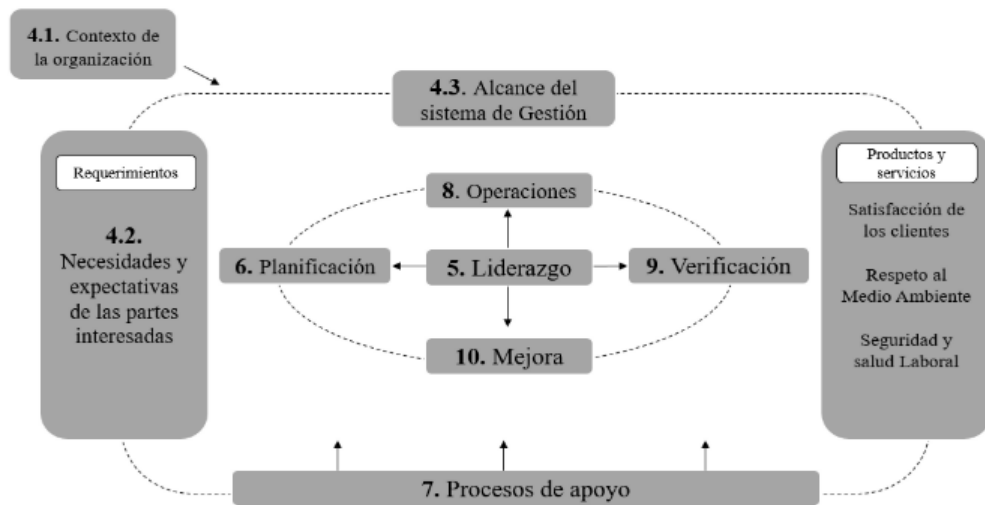 4.1. Contexto de
la organización
4.3. Alcance del
sistema de Gestión
Requerimientos
4.2.
Necesidades y
expectativas
de las partes
interesadas
8. Operaciones
6. Planificación
5. Liderazgo
9. Verificación
10. Mejora
Productos y
servicios
Satisfacción de
los clientes
Respeto al
Medio Ambiente
Seguridad y
salud Laboral
7. Procesos de apoyo